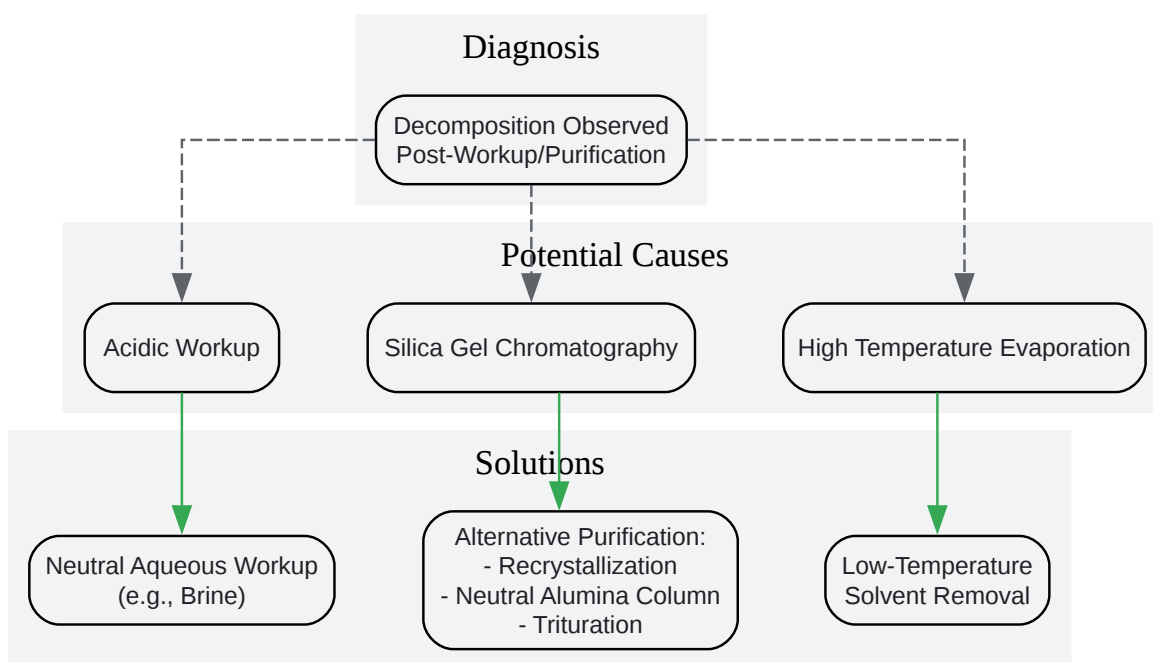 Diagnosis
Decomposition Observed
Post-Workup/Purification
Potential Causes
Acidic Workup
Silica Gel Chromatography
High Temperature Evaporation
Solutions
Neutral Aqueous Workup
(e.g., Brine)
Alternative Purification:
- Recrystallization
- Neutral Alumina Column
- Trituration
Low-Temperature
Solvent Removal